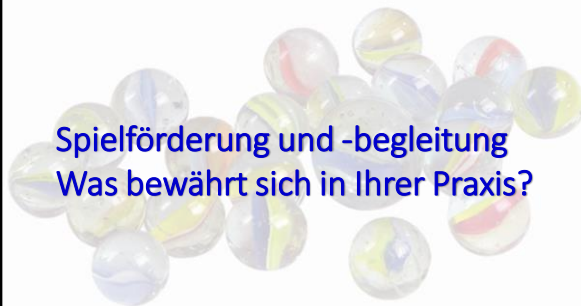 Spielförderung und -begleitung
Was bewährt sich in Ihrer Praxis?